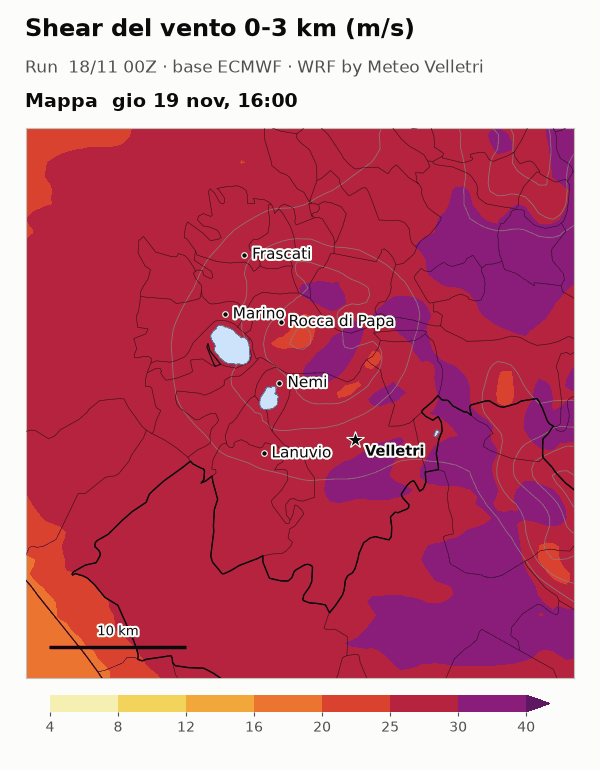 Shear del vento 0-3 km (m/s)
Run  18/11 00Z · base ECMWF · WRF by Meteo Velletri
Mappa  gio 19 nov, 16:00
Frascati
Marino
Rocca di Papa
Nemi
Velletri
Lanuvio
10 km
4 8 12 16 20 25 30 40